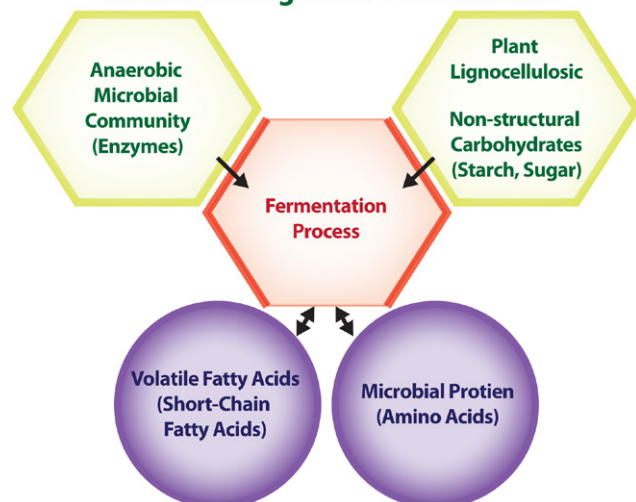 Anaerobic
Microbial
Community
(Enzymes)
Plant
Lignocellulosic
Non-structural
Carbohydrates
(Starch, Sugar)
Fermentation
Process
Volatile Fatty Acids
(Short-Chain
Fatty Acids)
Microbial Protien
(Amino Acids)